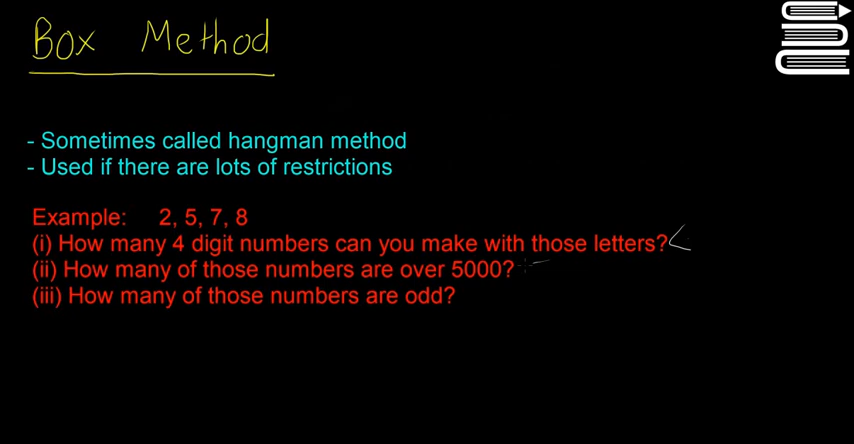 Box Method
- Sometimes called hangman method
- Used if there are lots of restrictions
Example: 2, 5, 7, 8
(i) How many 4 digit numbers can you make with those letters?
(ii) How many of those numbers are over 5000?
(iii) How many of those numbers are odd?